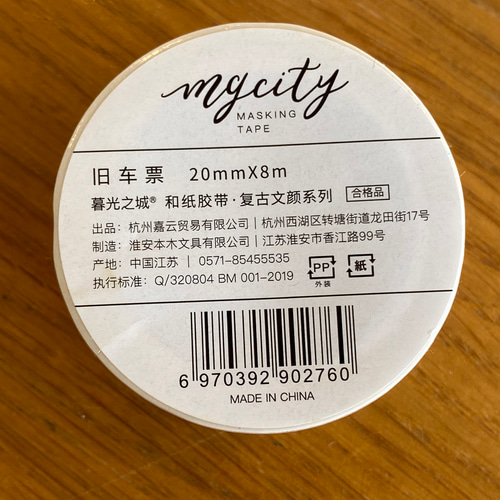 mgcity
MASKING
TAPE
旧车票 20mmX8m
暮光之城® 和纸胶带·复古文颜系列 合格品
出品：杭州嘉云贸易有限公司｜杭州西湖区转塘街道龙田街17号
制造：淮安本木文具有限公司｜江苏淮安市香江路99号
产地：中国江苏｜0571-85455535
执行标准：Q/320804 BM 001-2019
PP 外装
紙
6 970392 902760
MADE IN CHINA